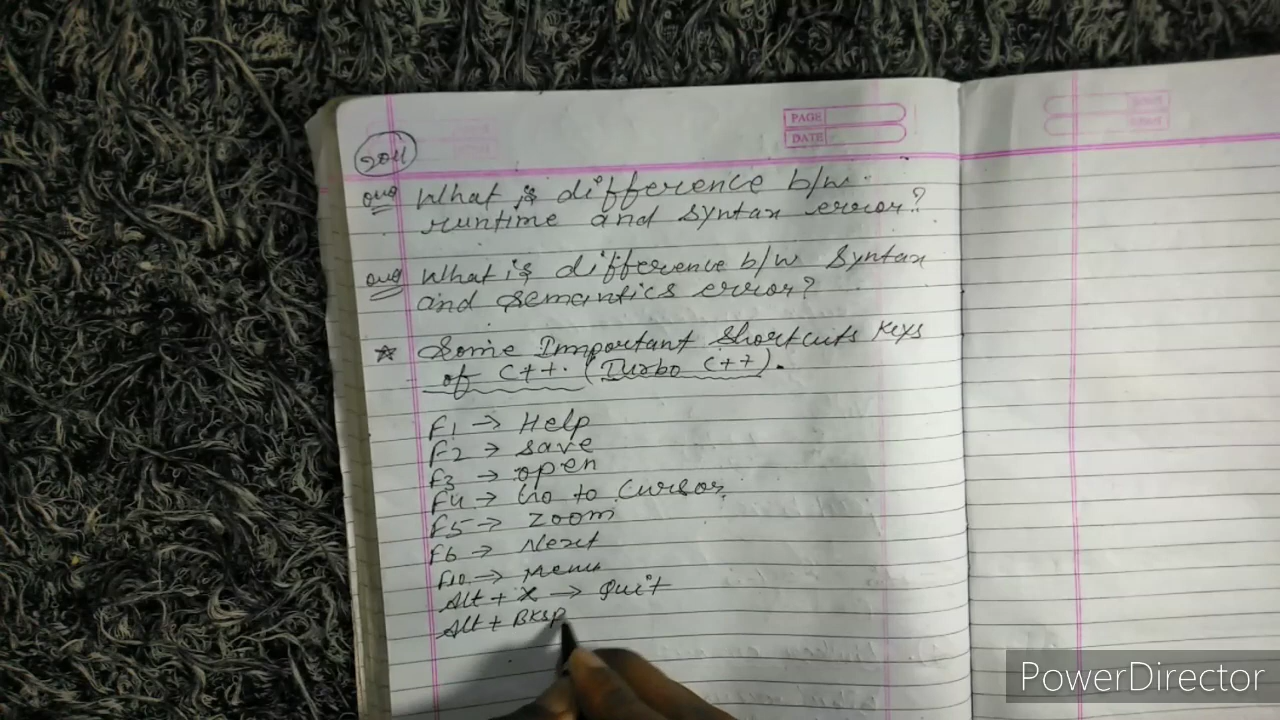 PAGE
DATE
2011
Ques What is difference b/w
runtime and syntax error?
Ques What is difference b/w syntax
and semantics error?
☆ Some Important Shortcuts Keys
of C++. (Turbo C++).
F1 → Help
F2 → save
F3 → open
F4 → Go to Cursor
F5 → Zoom
F6 → Next
F10 → Menu
Alt + X → Quit
Alt + BKSP
PowerDirector